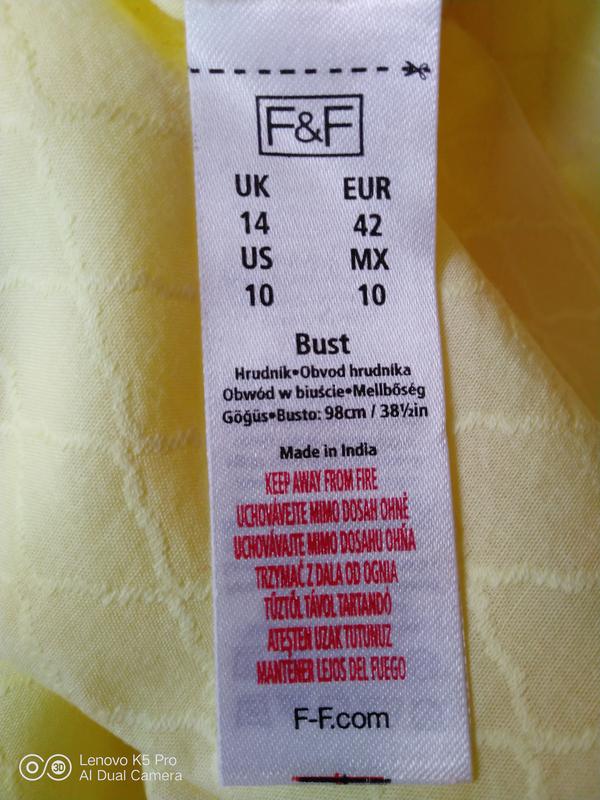 F&F
UK EUR
14 42
US MX
10 10
Bust
Hrudník•Obvod hrudníka
Obwód w biuście•Mellbőség
Göğüs•Busto: 98cm / 38½in
Made in India
KEEP AWAY FROM FIRE
UCHOVÁVEJTE MIMO DOSAH OHNĚ
UCHOVÁVAJTE MIMO DOSAHU OHŇA
TRZYMAĆ Z DALA OD OGNIA
TŰZTŐL TÁVOL TARTANDÓ
ATEŞTEN UZAK TUTUNUZ
MANTENER LEJOS DEL FUEGO
F-F.com
Lenovo K5 Pro
AI Dual Camera